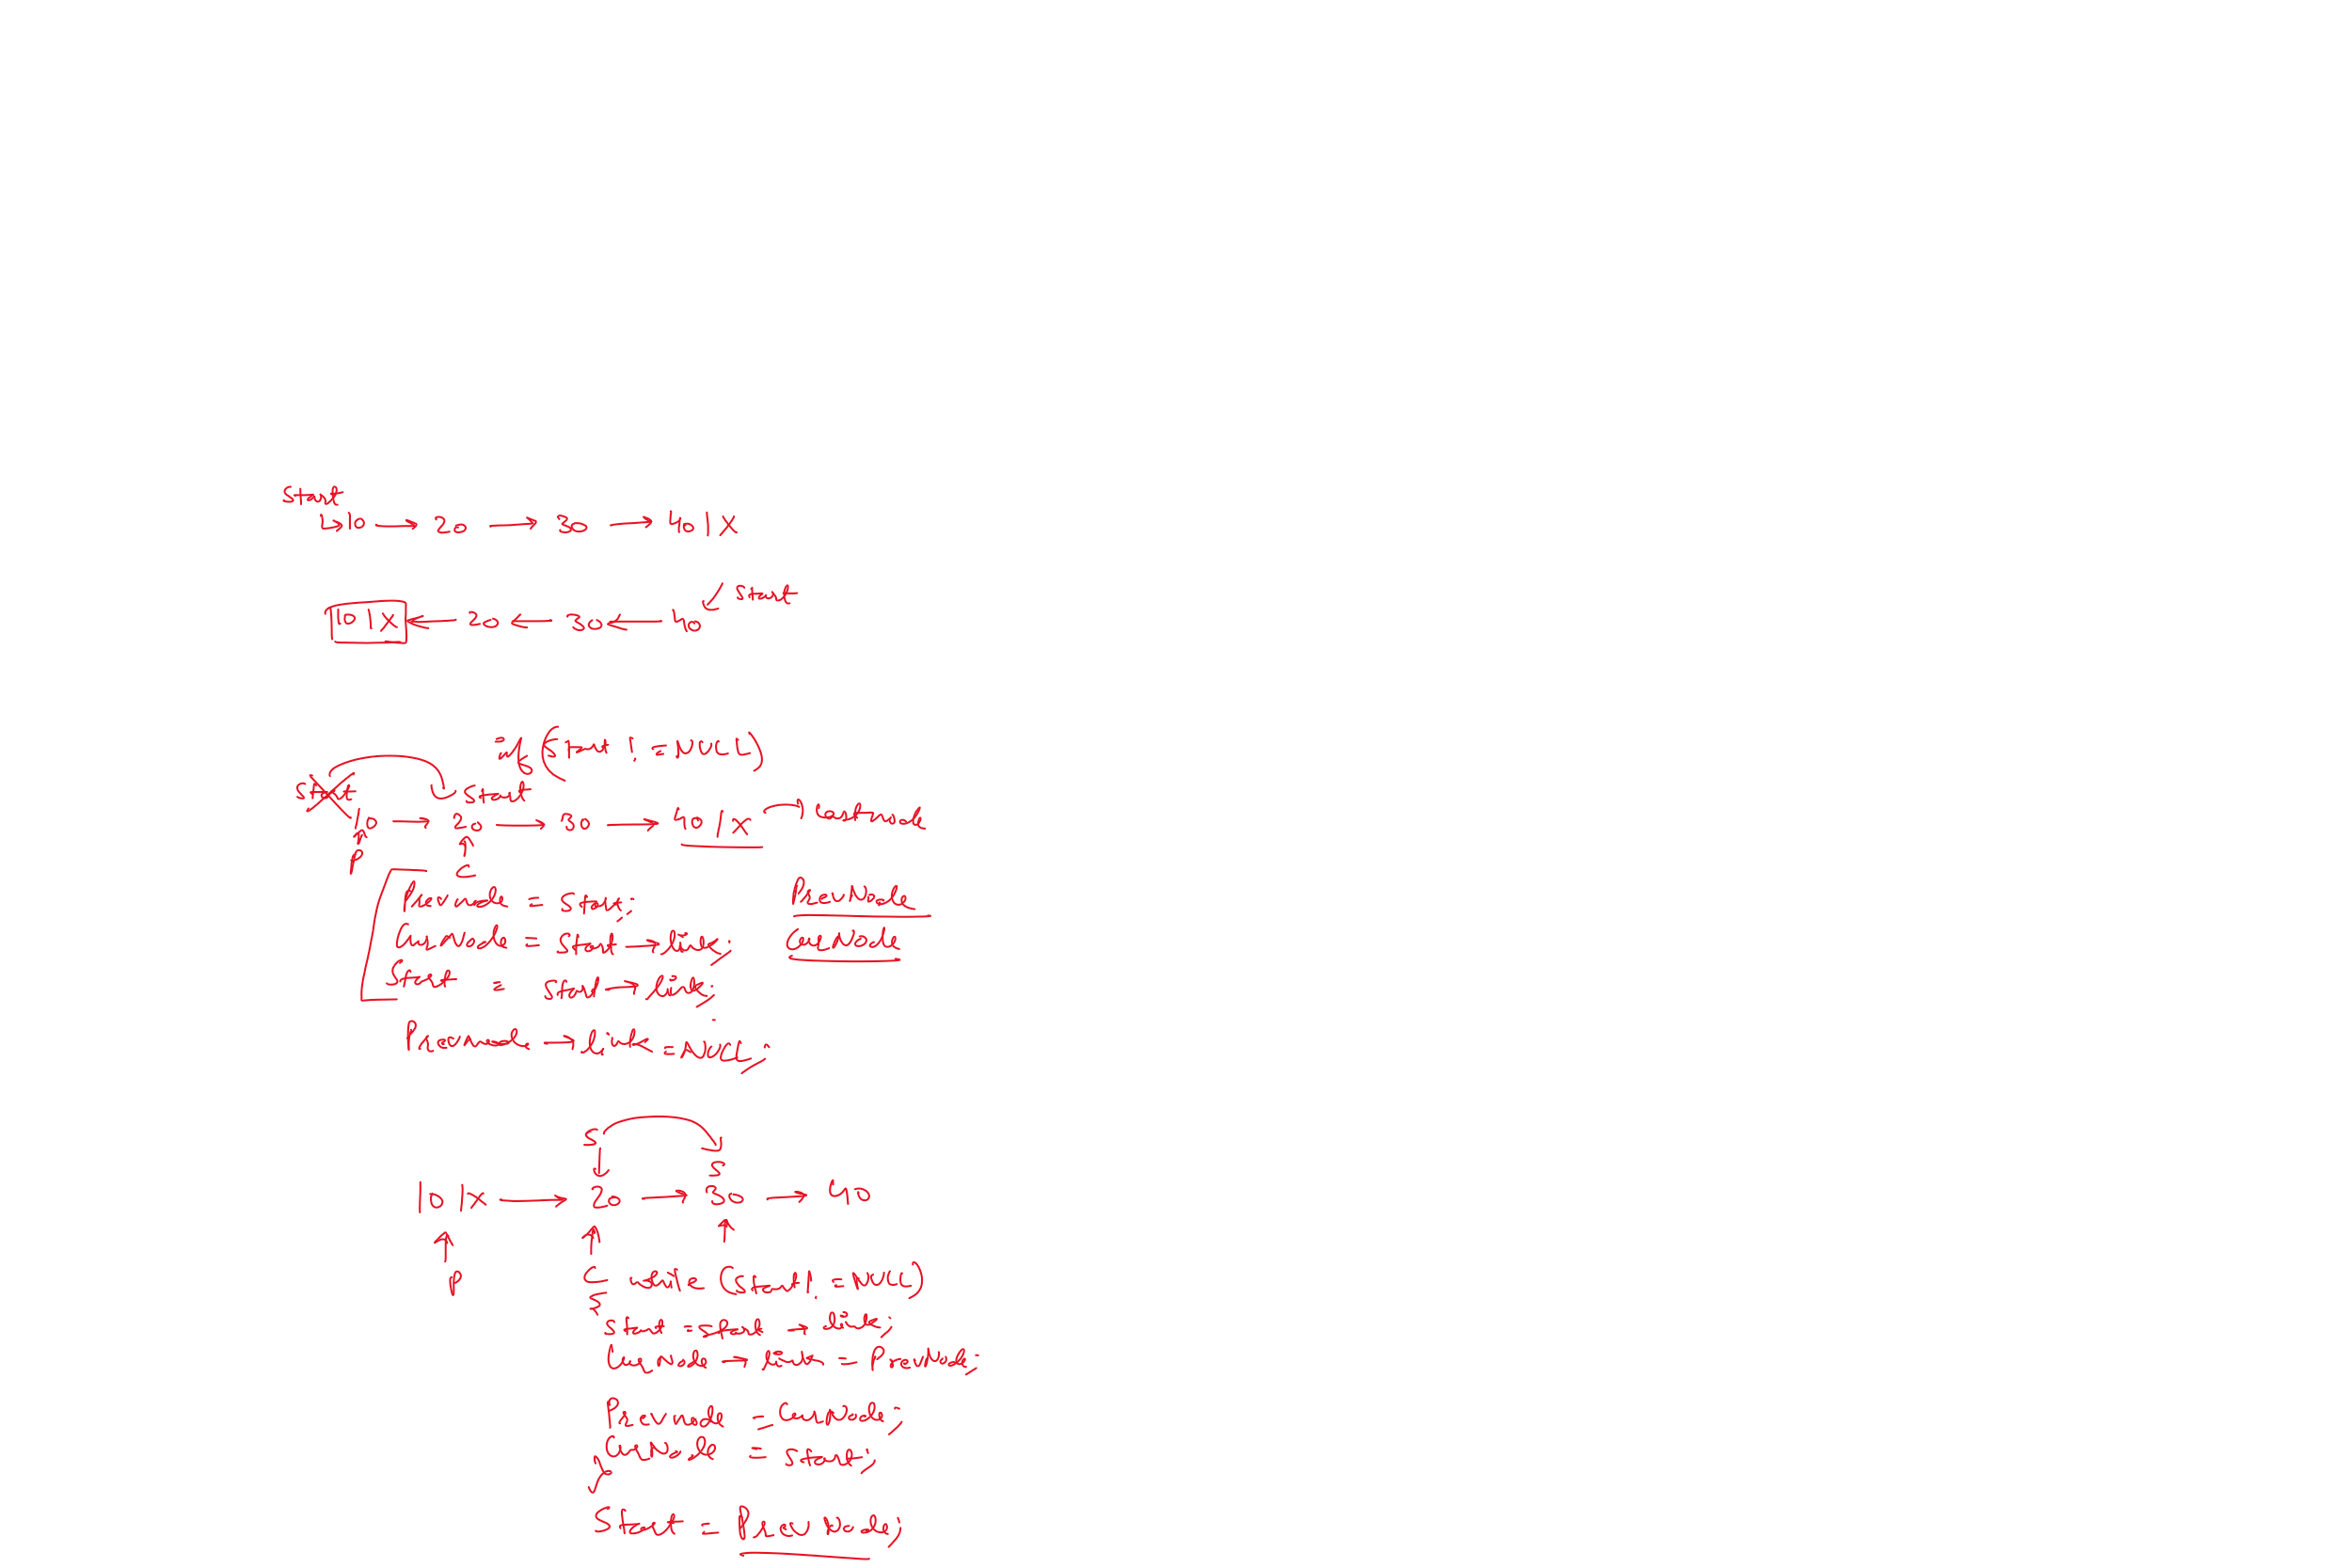 Start
↳10 → 20 → 30 → 40 | X
Start
10 | X ← 20 ← 30 ← 40
if (Start != NULL)
Start Start
10 → 20 → 30 → 40 | X Lastnode
P C
Prevnode = Start; PrevNode
CurNode = Start → link; CurNode
Start = Start → link;
Prevnode → link = NULL;
S
S
10 | X → 20 → 30 → 40
P
C while (Start != NULL)
{
Start = Start → link;
CurNode → link = PrevNode;
Prevnode = CurNode;
CurNode = Start;
}
Start = PrevNode;